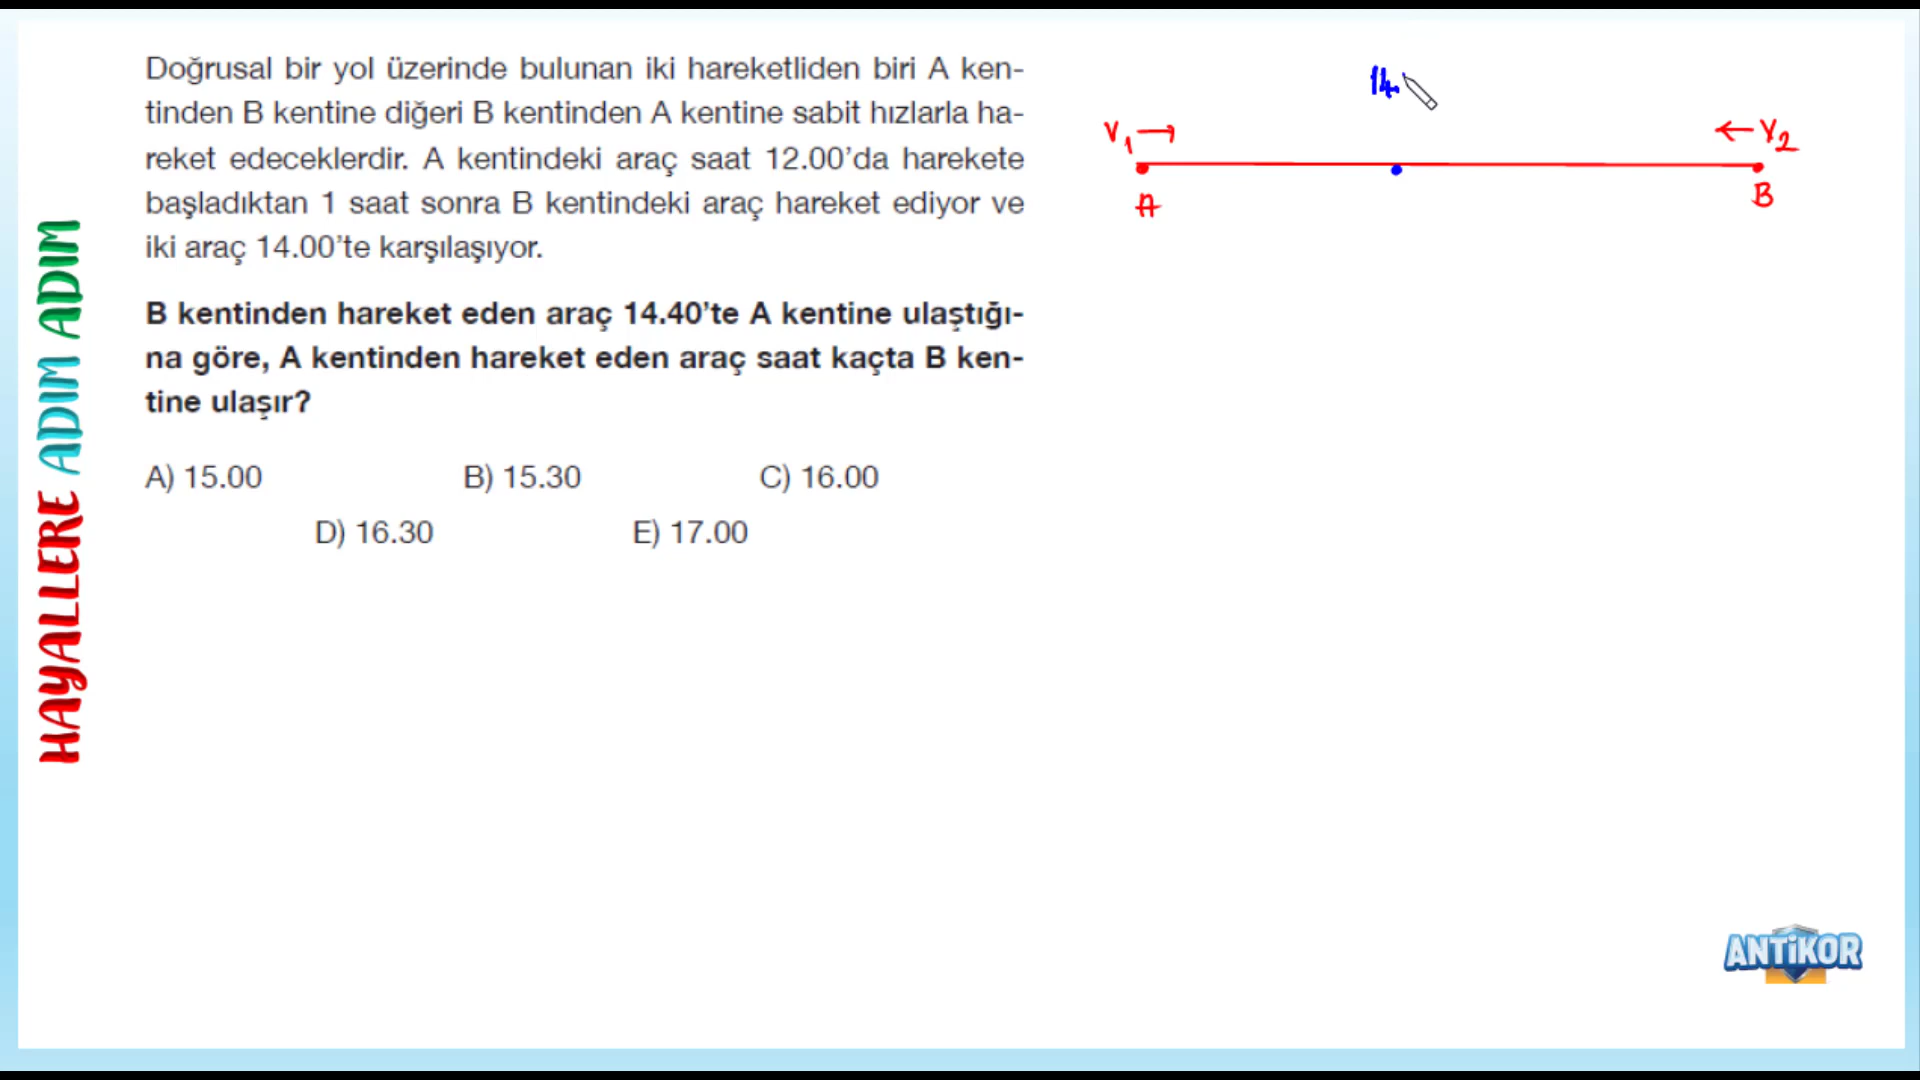 Doğrusal bir yol üzerinde bulunan iki hareketliden biri A ken-
tinden B kentine diğeri B kentinden A kentine sabit hızlarla ha-
reket edeceklerdir. A kentindeki araç saat 12.00'da harekete
başladıktan 1 saat sonra B kentindeki araç hareket ediyor ve
iki araç 14.00'te karşılaşıyor.
B kentinden hareket eden araç 14.40'te A kentine ulaştığı-
na göre, A kentinden hareket eden araç saat kaçta B ken-
tine ulaşır?
A) 15.00 B) 15.30 C) 16.00
D) 16.30 E) 17.00
14.
V1 → ← V2
A B
HAYALLERE ADIM ADIM
ANTiKOR